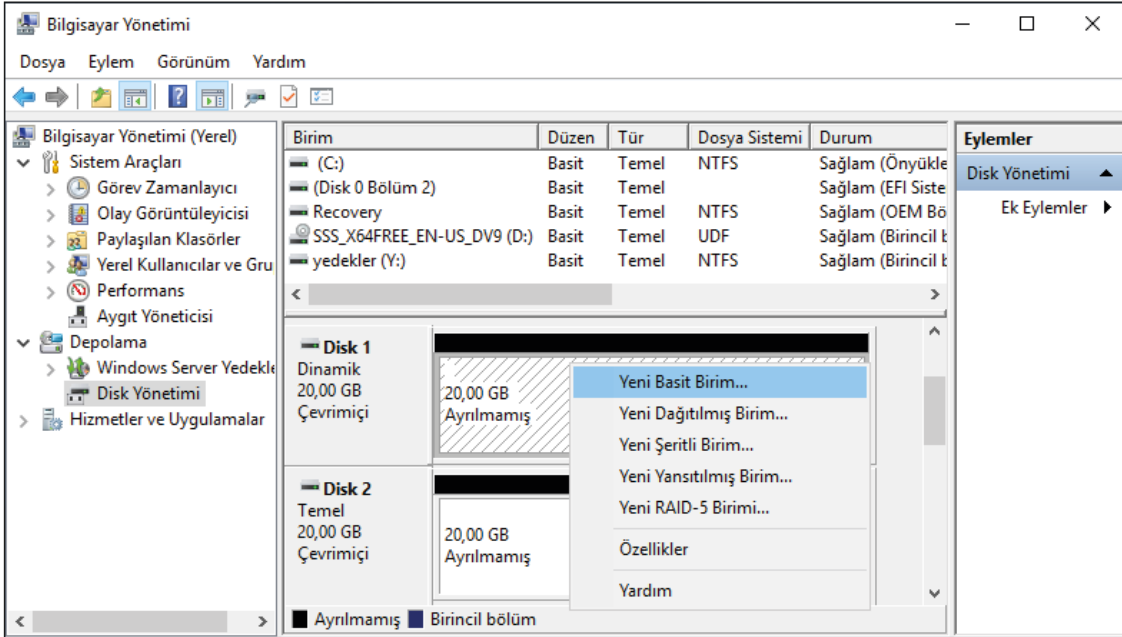 Bilgisayar Yönetimi
Dosya Eylem Görünüm Yardım
Bilgisayar Yönetimi (Yerel)
Sistem Araçları
Görev Zamanlayıcı
Olay Görüntüleyicisi
Paylaşılan Klasörler
Yerel Kullanıcılar ve Gru
Performans
Aygıt Yöneticisi
Depolama
Windows Server Yedekle
Disk Yönetimi
Hizmetler ve Uygulamalar
Birim Düzen Tür Dosya Sistemi Durum
(C:) Basit Temel NTFS Sağlam (Önyükle
(Disk 0 Bölüm 2) Basit Temel Sağlam (EFI Siste
Recovery Basit Temel NTFS Sağlam (OEM Bö
SSS_X64FREE_EN-US_DV9 (D:) Basit Temel UDF Sağlam (Birincil b
yedekler (Y:) Basit Temel NTFS Sağlam (Birincil b
Disk 1
Dinamik
20,00 GB
Çevrimiçi
20,00 GB
Ayrılmamış
Disk 2
Temel
20,00 GB
Çevrimiçi
20,00 GB
Ayrılmamış
Yeni Basit Birim...
Yeni Dağıtılmış Birim...
Yeni Şeritli Birim...
Yeni Yansıtılmış Birim...
Yeni RAID-5 Birimi...
Özellikler
Yardım
Ayrılmamış Birincil bölüm
Eylemler
Disk Yönetimi
Ek Eylemler